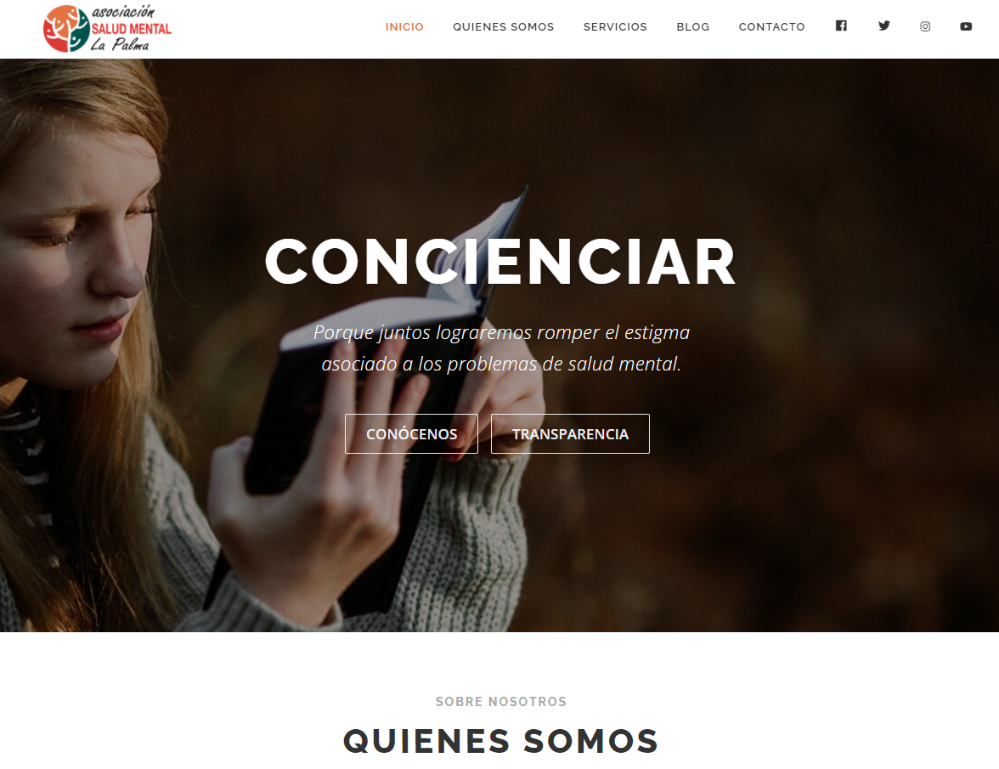 asociación
SALUD MENTAL
La Palma
INICIO QUIENES SOMOS SERVICIOS BLOG CONTACTO
CONCIENCIAR
Porque juntos lograremos romper el estigma
asociado a los problemas de salud mental.
CONÓCENOS TRANSPARENCIA
SOBRE NOSOTROS
QUIENES SOMOS